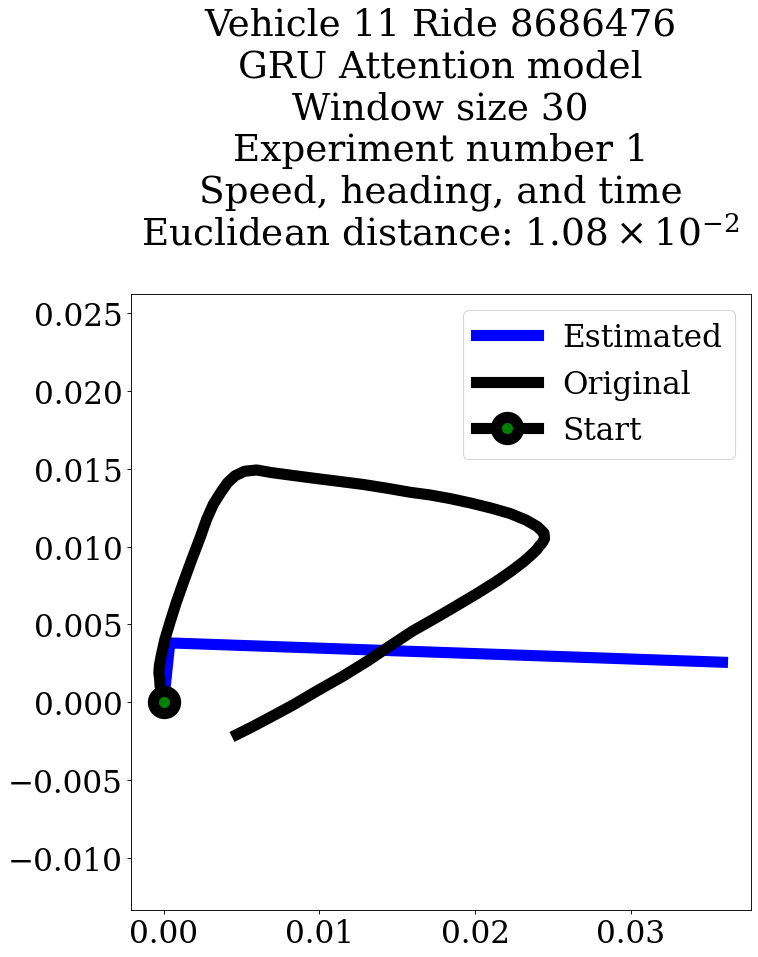 Vehicle 11 Ride 8686476
GRU Attention model
Window size 30
Experiment number 1
Speed, heading, and time
Euclidean distance: 1.08 × 10⁻²
0.025
0.020
0.015
0.010
0.005
0.000
−0.005
−0.010
Estimated
Original
Start
0.00 0.01 0.02 0.03